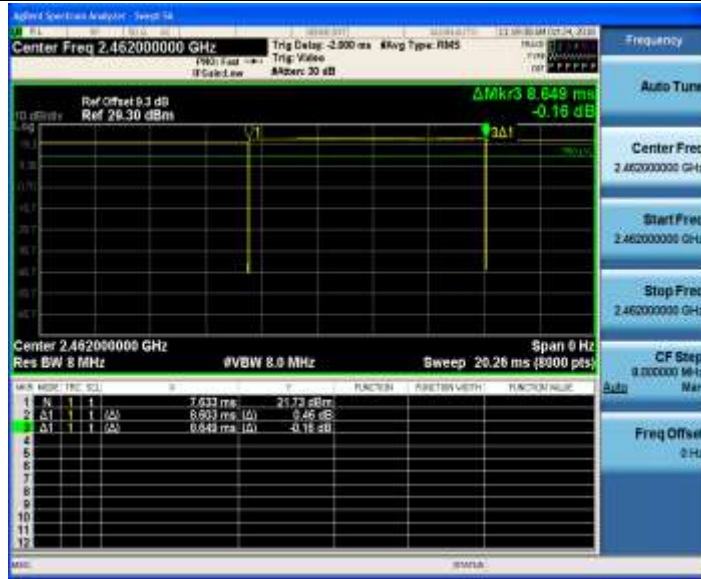 Agilent Spectrum Analyzer - Swept SA
Center Freq 2.462000000 GHz
PNO: Fast
IFGain:Low
Trig Delay: -2.000 ms
Trig: Video
#Atten: 30 dB
#Avg Type: RMS
TRACE
TYPE
DET
Ref Offset 9.3 dB
Ref 29.30 dBm
ΔMkr3 8.649 ms
-0.16 dB
10 dB/div
Log
1
3Δ1
Center 2.462000000 GHz
Res BW 8 MHz
#VBW 8.0 MHz
Span 0 Hz
Sweep 20.26 ms (8000 pts)
MKR MODE TRC SCL X Y FUNCTION FUNCTION WIDTH FUNCTION VALUE
1 N 1 t 7.633 ms 21.73 dBm
2 Δ1 1 t (Δ) 8.603 ms (Δ) 0.46 dB
3 Δ1 1 t (Δ) 8.649 ms (Δ) -0.16 dB
4
5
6
7
8
9
10
11
12
MSG
STATUS
Frequency
Auto Tune
Center Freq
2.462000000 GHz
Start Freq
2.462000000 GHz
Stop Freq
2.462000000 GHz
CF Step
8.000000 MHz
Auto Man
Freq Offset
0 Hz